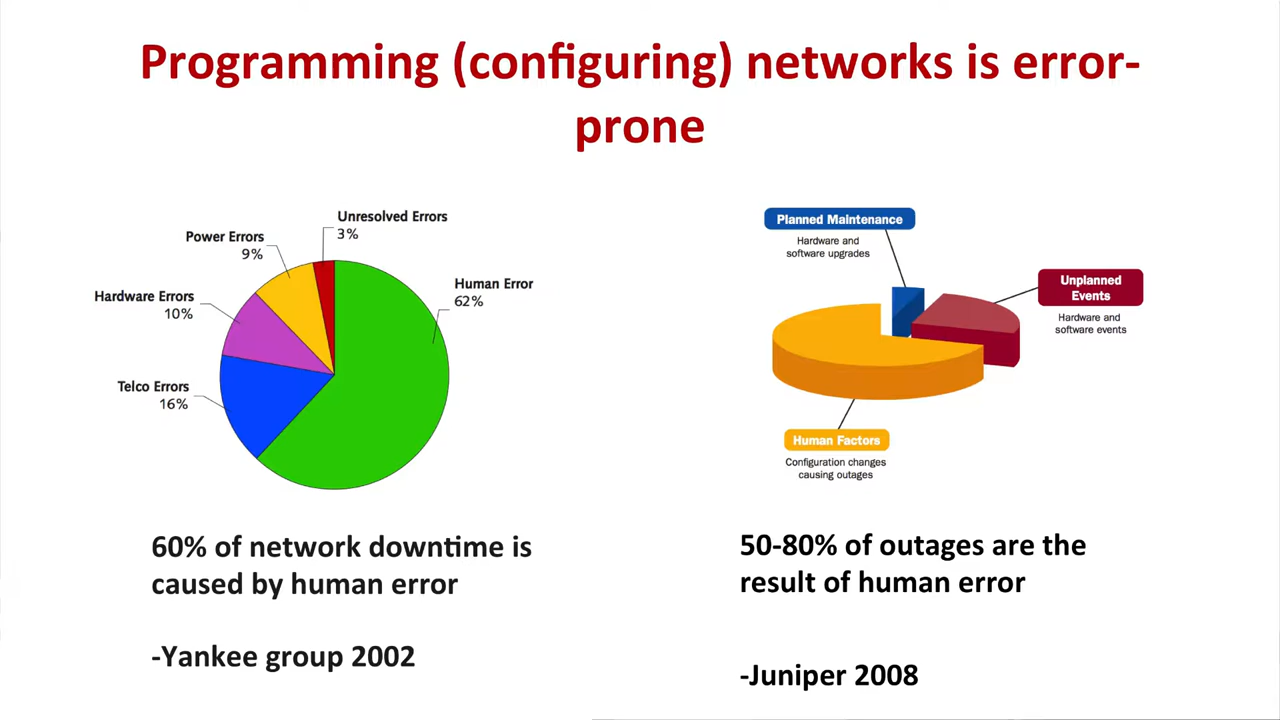 Programming (configuring) networks is error-
prone
Unresolved Errors
3%
Power Errors
9%
Human Error
62%
Hardware Errors
10%
Telco Errors
16%
60% of network downtime is
caused by human error
-Yankee group 2002
Planned Maintenance
Hardware and
software upgrades
Unplanned
Events
Hardware and
software events
Human Factors
Configuration changes
causing outages
50-80% of outages are the
result of human error
-Juniper 2008